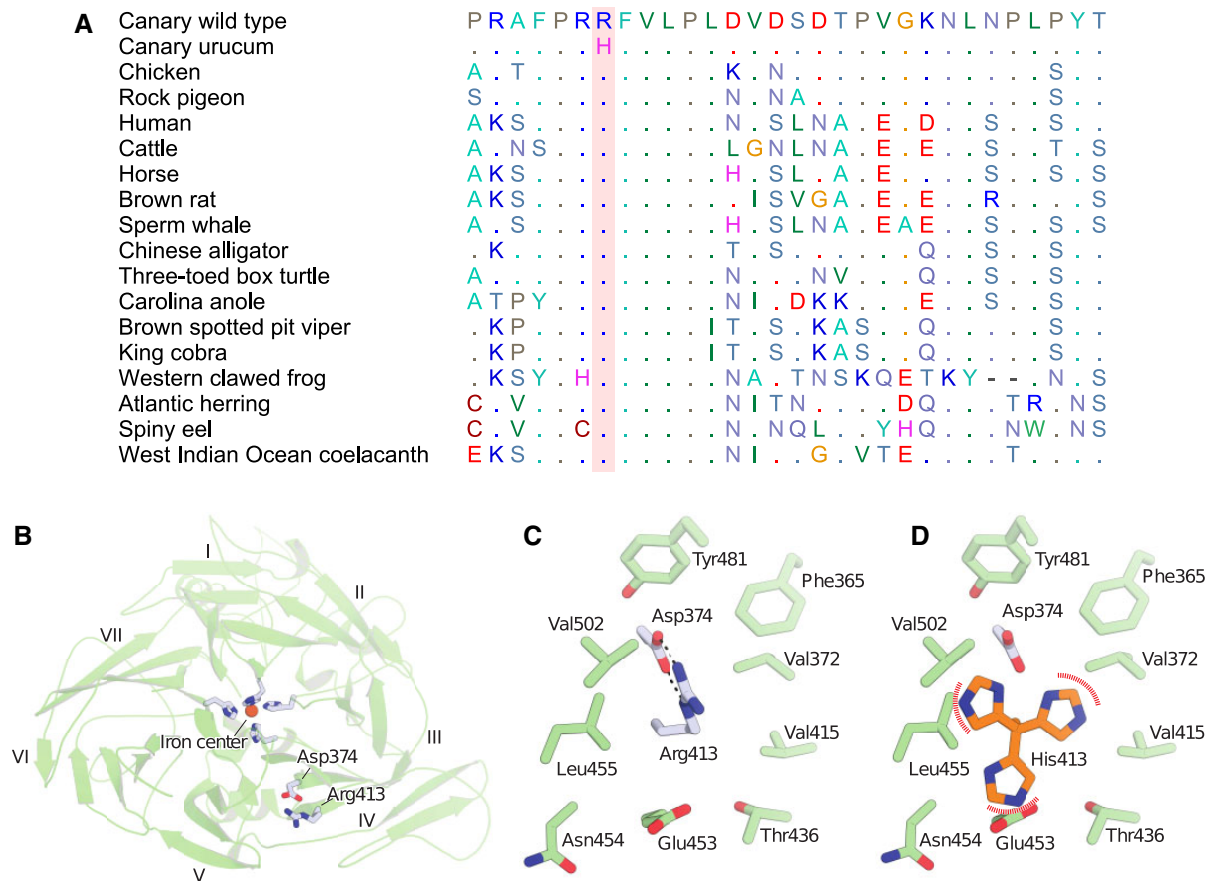 A
Canary wild type P R A F P R R F V L P L D V D S D T P V G K N L N P L P Y T
Canary urucum . . . . . . H . . . . . . . . . . . . . . . . . . . . . . .
Chicken A . T . . . . . . . . . K . N . . . . . . . . . . . . S . .
Rock pigeon S . . . . . . . . . . . N . N A . . . . . . . . . . . S . .
Human A K S . . . . . . . . . N . S L N A . E . D . . S . . S . .
Cattle A . N S . . . . . . . . L G N L N A . E . E . . S . . T . S
Horse A K S . . . . . . . . . H . S L . A . E . . . . S . . S . S
Brown rat A K S . . . . . . . . . . I S V G A . E . E . . R . . S . S
Sperm whale A . S . . . . . . . . . H . S L N A . E A E . . S . . S . S
Chinese alligator . K . . . . . . . . . . T . S . . . . . . Q . . S . . S . .
Three-toed box turtle A . . . . . . . . . . . N . . . N V . . . Q . . S . . S . .
Carolina anole A T P Y . . . . . . . . N I . D K K . . . E . . S . . S . .
Brown spotted pit viper . K P . . . . . . . . I T . S . K A S . . Q . . . . . S . .
King cobra . K P . . . . . . . . I T . S . K A S . . Q . . . . . S . .
Western clawed frog . K S Y . H . . . . . . N A . T N S K Q E T K Y - - . N . S
Atlantic herring C . V . . . . . . . . . N I T N . . . . D Q . . . T R . N S
Spiny eel C . V . . C . . . . . . N . N Q L . . Y H Q . . . N W . N S
West Indian Ocean coelacanth E K S . . . . . . . . . N I . . G . V T E . . . . T . . . .
B
I
II
VII
Iron center
III
VI
Asp374
Arg413
IV
V
C
Tyr481
Phe365
Asp374
Val502
Val372
Arg413
Val415
Leu455
Asn454
Glu453
Thr436
D
Tyr481
Phe365
Asp374
Val502
Val372
Val415
Leu455
His413
Asn454
Glu453
Thr436